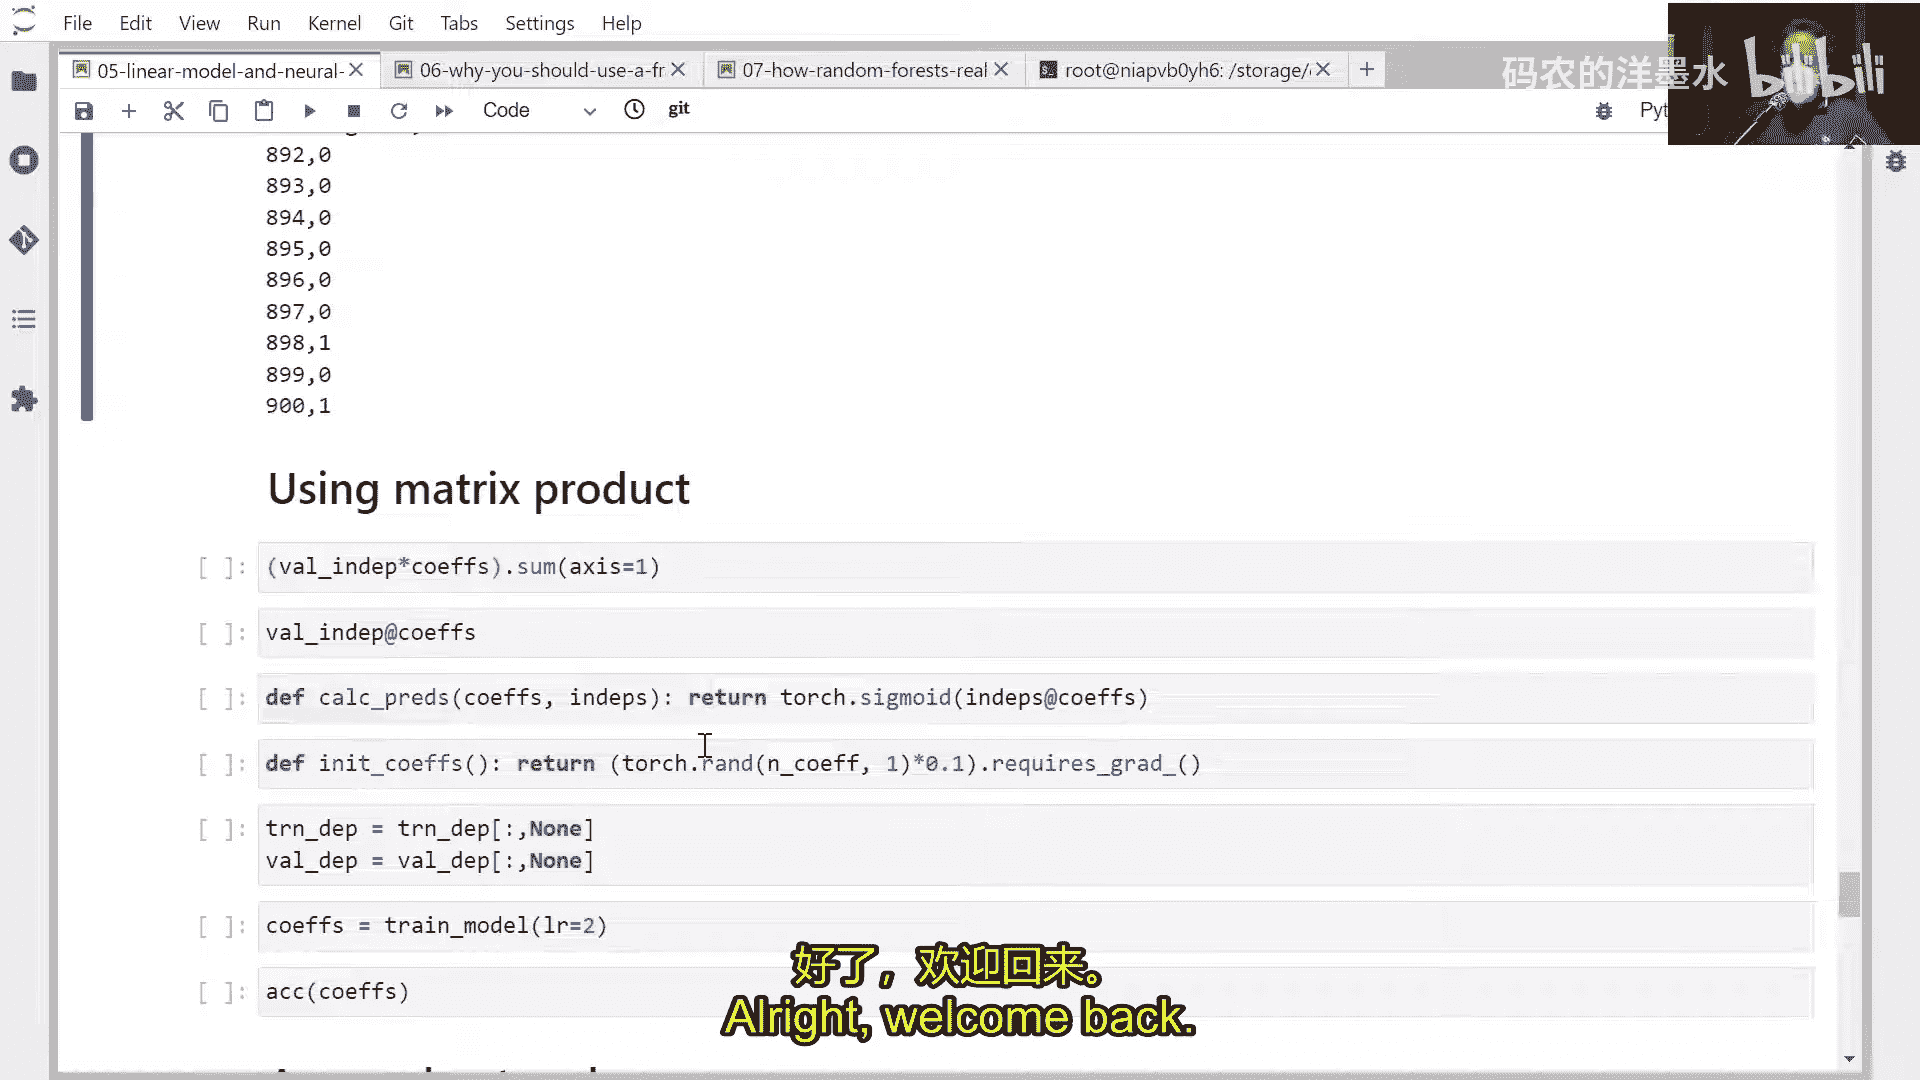 File Edit View Run Kernel Git Tabs Settings Help
05-linear-model-and-neural- 06-why-you-should-use-a-fr 07-how-random-forests-real root@niapvb0yh6: /storage/
码农的洋墨水 bilibili
Code git Pyt
892,0
893,0
894,0
895,0
896,0
897,0
898,1
899,0
900,1
Using matrix product
[ ]: (val_indep*coeffs).sum(axis=1)
[ ]: val_indep@coeffs
[ ]: def calc_preds(coeffs, indeps): return torch.sigmoid(indeps@coeffs)
[ ]: def init_coeffs(): return (torch.rand(n_coeff, 1)*0.1).requires_grad_()
[ ]: trn_dep = trn_dep[:,None]
val_dep = val_dep[:,None]
[ ]: coeffs = train_model(lr=2)
[ ]: acc(coeffs)
好了，欢迎回来。
Alright, welcome back.